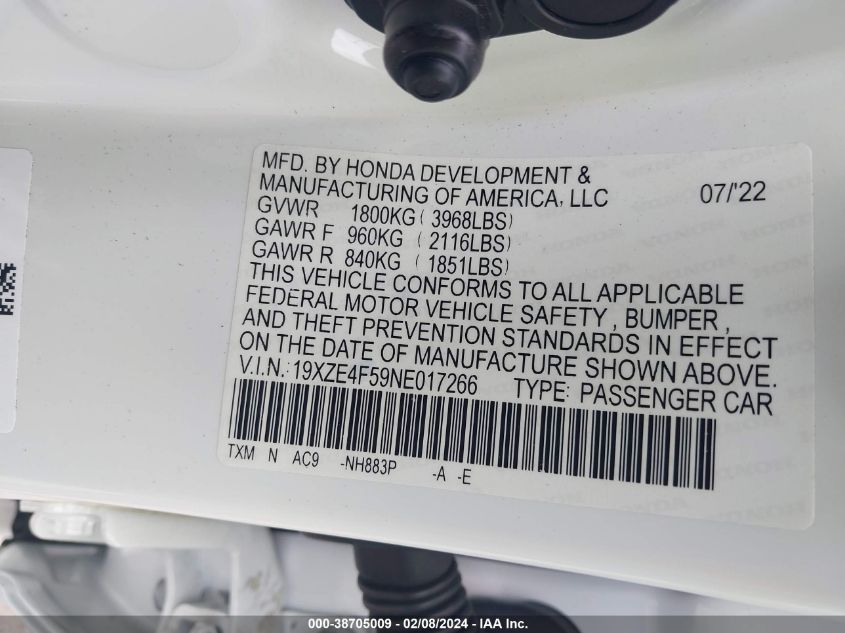 MFD. BY HONDA DEVELOPMENT &
MANUFACTURING OF AMERICA, LLC 07/'22
GVWR 1800KG ( 3968LBS)
GAWR F 960KG ( 2116LBS)
GAWR R 840KG ( 1851LBS)
THIS VEHICLE CONFORMS TO ALL APPLICABLE
FEDERAL MOTOR VEHICLE SAFETY , BUMPER ,
AND THEFT PREVENTION STANDARDS IN EFFECT
ON THE DATE OF MANUFACTURE SHOWN ABOVE.
V.I.N.: 19XZE4F59NE017266 TYPE: PASSENGER CAR
TXM N AC9 -NH883P -A -E
000-38705009 - 02/08/2024 - IAA Inc.